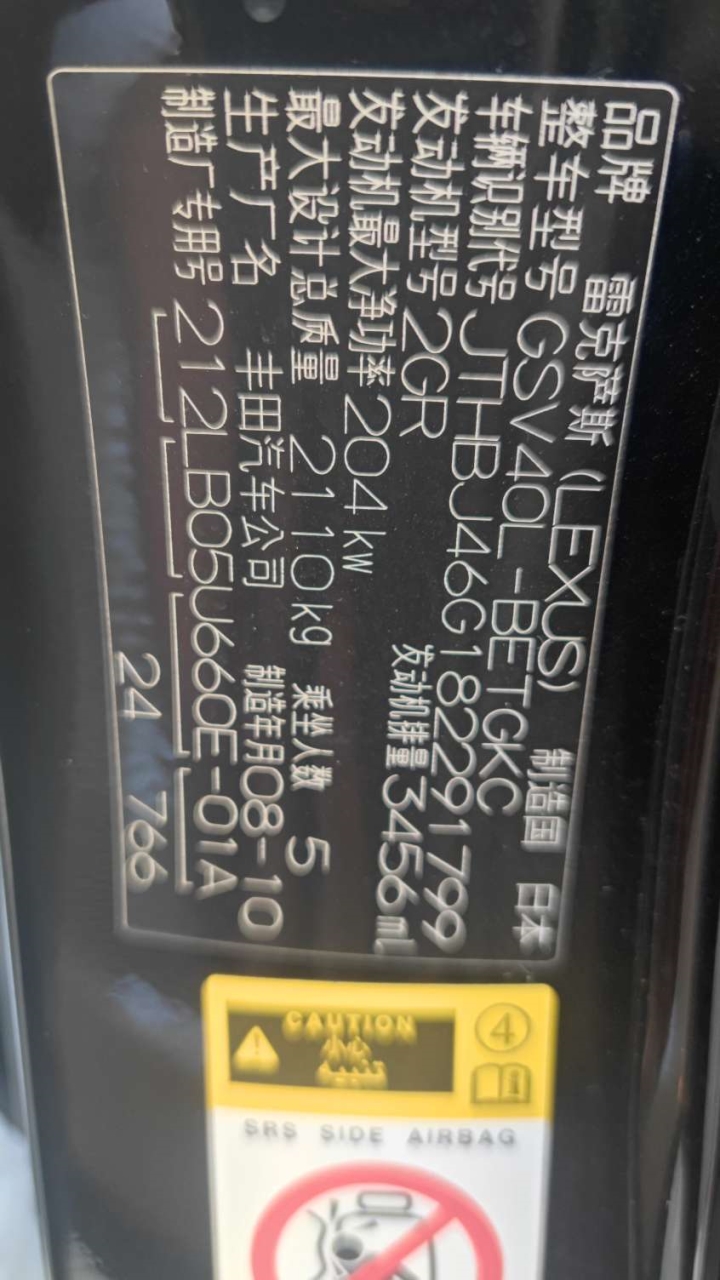 品牌 雷克萨斯 (LEXUS) 制造国 日本
整车型号 GSV40L-BETGKC
车辆识别代号 JTHBJ46G182291799
发动机型号 2GR 发动机排量 3456ml
发动机最大净功率 204 kw
最大设计总质量 2110kg 乘坐人数 5
生产厂名 丰田汽车公司 制造年月 08-10
制造厂专用号 212LB05U660E-01A
24 766
4
CAUTION
小心
SRS SIDE AIRBAG